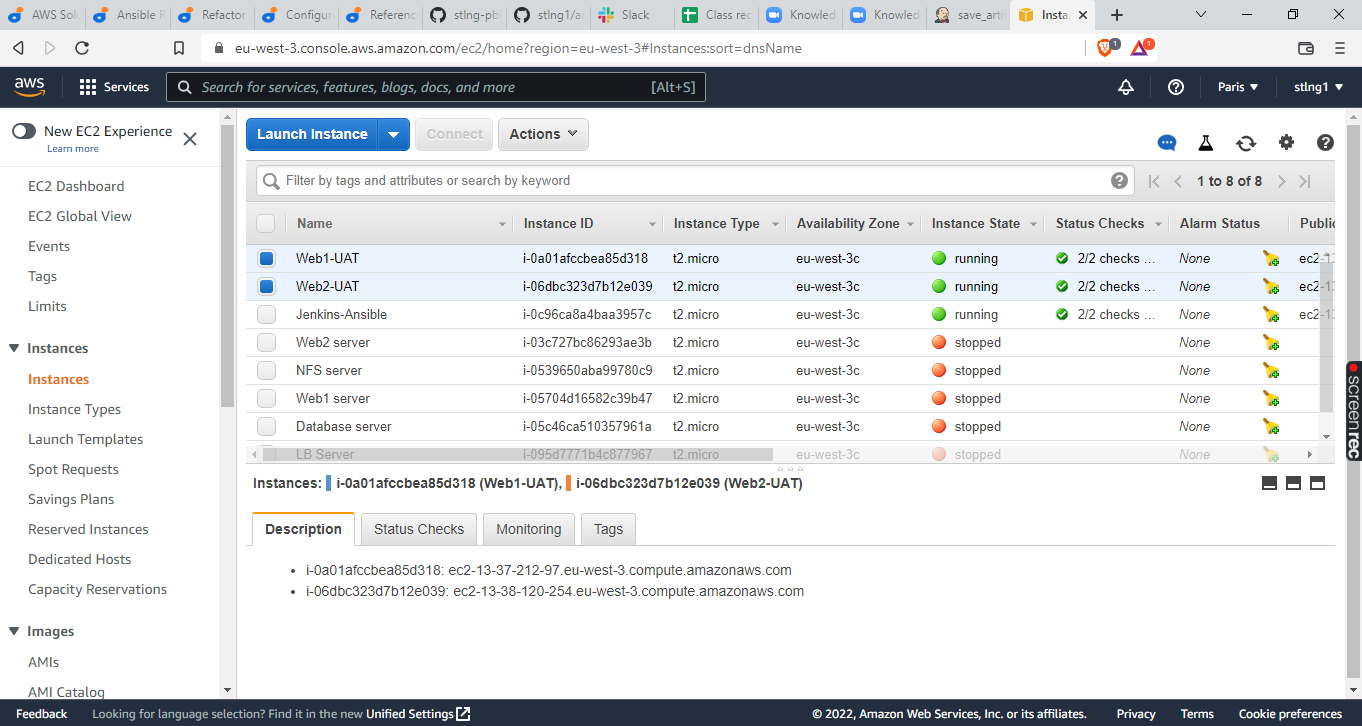 AWS Solu
Ansible R
Refactor
Configur
Referenc
stlng-pbl
stlng1/an
Slack
Class rec
Knowled
Knowled
save_arti
Insta
eu-west-3.console.aws.amazon.com/ec2/home?region=eu-west-3#Instances:sort=dnsName
1
1
aws
Services
Search for services, features, blogs, docs, and more [Alt+S]
Paris
stlng1
New EC2 Experience
Learn more
EC2 Dashboard
EC2 Global View
Events
Tags
Limits
Instances
Instances
Instance Types
Launch Templates
Spot Requests
Savings Plans
Reserved Instances
Dedicated Hosts
Capacity Reservations
Images
AMIs
AMI Catalog
Launch Instance
Connect
Actions
Filter by tags and attributes or search by keyword
1 to 8 of 8
Name Instance ID Instance Type Availability Zone Instance State Status Checks Alarm Status Public
Web1-UAT i-0a01afccbea85d318 t2.micro eu-west-3c running 2/2 checks ... None ec2-13
Web2-UAT i-06dbc323d7b12e039 t2.micro eu-west-3c running 2/2 checks ... None ec2-13
Jenkins-Ansible i-0c96ca8a4baa3957c t2.micro eu-west-3c running 2/2 checks ... None ec2-13
Web2 server i-03c727bc86293ae3b t2.micro eu-west-3c stopped None
NFS server i-0539650aba99780c9 t2.micro eu-west-3c stopped None
Web1 server i-05704d16582c39b47 t2.micro eu-west-3c stopped None
Database server i-05c46ca510357961a t2.micro eu-west-3c stopped None
LB Server i-095d7771b4c877967 t2.micro eu-west-3c stopped None
Instances: i-0a01afccbea85d318 (Web1-UAT), i-06dbc323d7b12e039 (Web2-UAT)
Description
Status Checks
Monitoring
Tags
i-0a01afccbea85d318: ec2-13-37-212-97.eu-west-3.compute.amazonaws.com
i-06dbc323d7b12e039: ec2-13-38-120-254.eu-west-3.compute.amazonaws.com
screenrec
Feedback
Looking for language selection? Find it in the new Unified Settings
© 2022, Amazon Web Services, Inc. or its affiliates.
Privacy
Terms
Cookie preferences